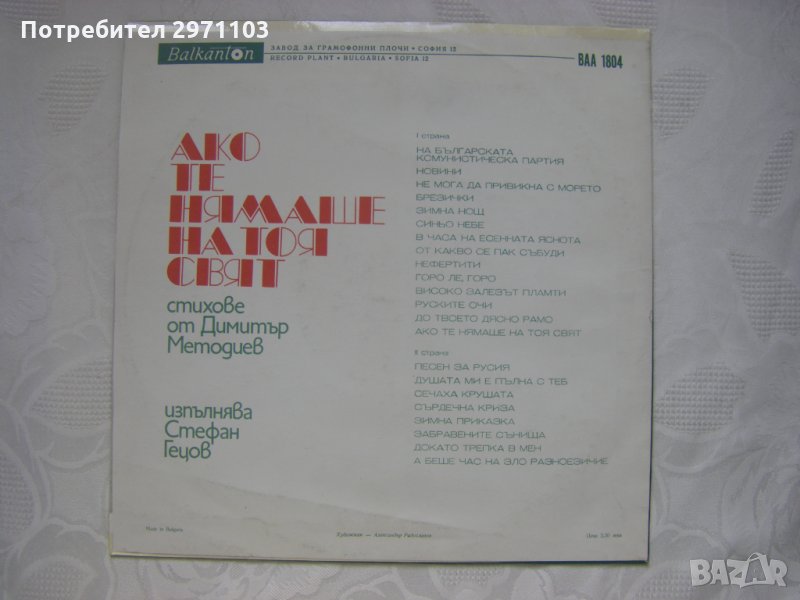 Потребител 2971103
Balkanton
ЗАВОД ЗА ГРАМОФОННИ ПЛОЧИ • СОФИЯ 12
RECORD PLANT • BULGARIA • SOFIA 12
ВАА 1804
АКО
ТЕ
НЯМАШЕ
НА ТОЯ
СВЯТ
стихове
от Димитър
Методиев
изпълнява
Стефан
Гецов
I страна
НА БЪЛГАРСКАТА
КОМУНИСТИЧЕСКА ПАРТИЯ
НОВИНИ
НЕ МОГА ДА ПРИВИКНА С МОРЕТО
БРЕЗИЧКИ
ЗИМНА НОЩ
СИНЬО НЕБЕ
В ЧАСА НА ЕСЕННАТА ЯСНОТА
ОТ КАКВО СЕ ПАК СЪБУДИ
НЕФЕРТИТИ
ГОРО ЛЕ, ГОРО
ВИСОКО ЗАЛЕЗЪТ ПЛАМТИ
РУСКИТЕ ОЧИ
ДО ТВОЕТО ДЯСНО РАМО
АКО ТЕ НЯМАШЕ НА ТОЯ СВЯТ
II страна
ПЕСЕН ЗА РУСИЯ
ДУШАТА МИ Е ПЪЛНА С ТЕБ
СЕЧАХА КРУШАТА
СЪРДЕЧНА КРИЗА
ЗИМНА ПРИКАЗКА
ЗАБРАВЕНИТЕ СЪНИЩА
ДОКАТО ТРЕПКА В МЕН
А БЕШЕ ЧАС НА ЗЛО РАЗНОЕЗИЧИЕ
Made in Bulgaria
Художник — Александър
Цена
BAZAR